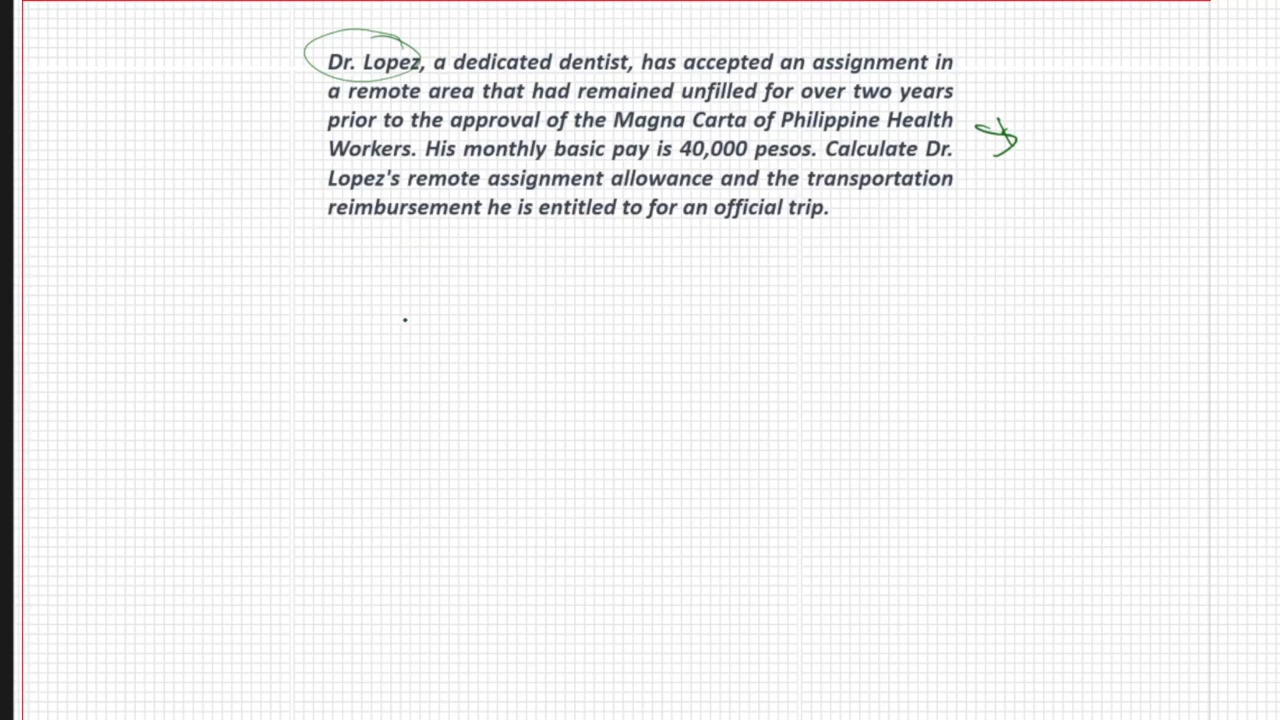 Dr. Lopez, a dedicated dentist, has accepted an assignment in
a remote area that had remained unfilled for over two years
prior to the approval of the Magna Carta of Philippine Health
Workers. His monthly basic pay is 40,000 pesos. Calculate Dr.
Lopez's remote assignment allowance and the transportation
reimbursement he is entitled to for an official trip.